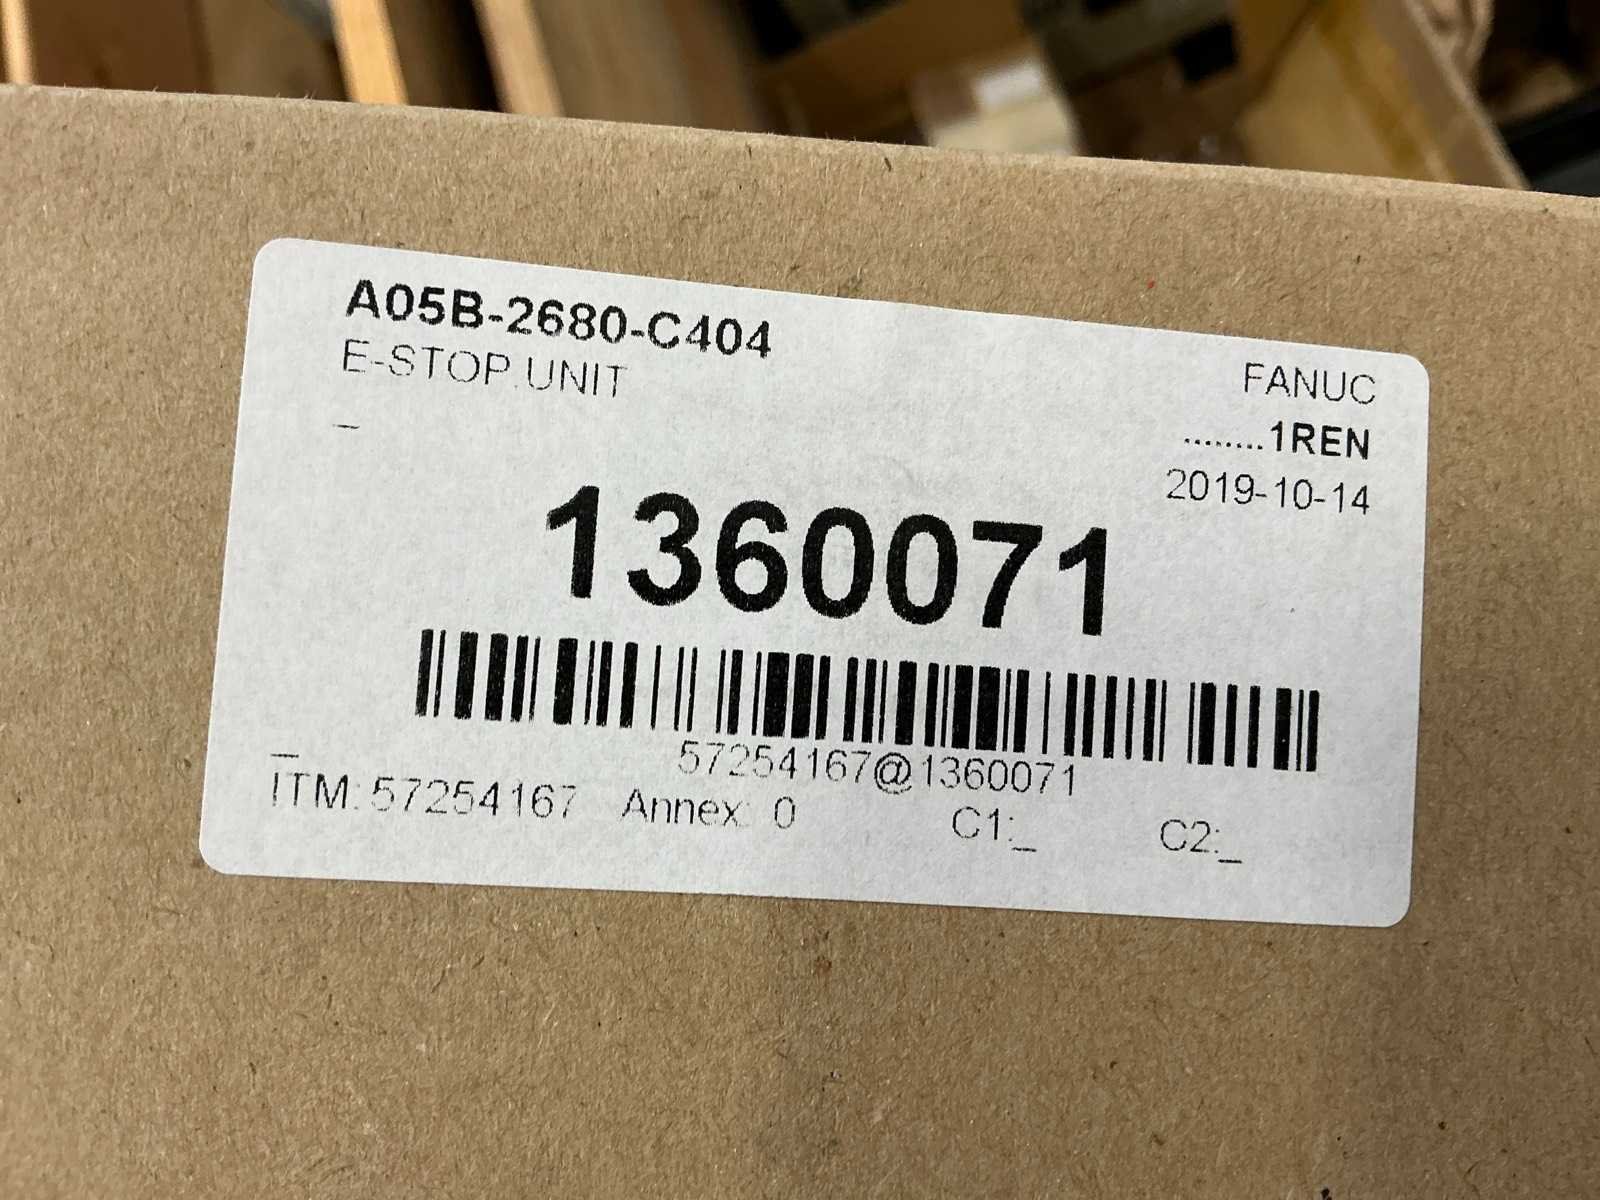 A05B-2680-C404
E-STOP.UNIT
_
FANUC
........1REN
2019-10-14
1360071
57254167@1360071
_
ITM: 57254167 Annex: 0 C1:_ C2:_